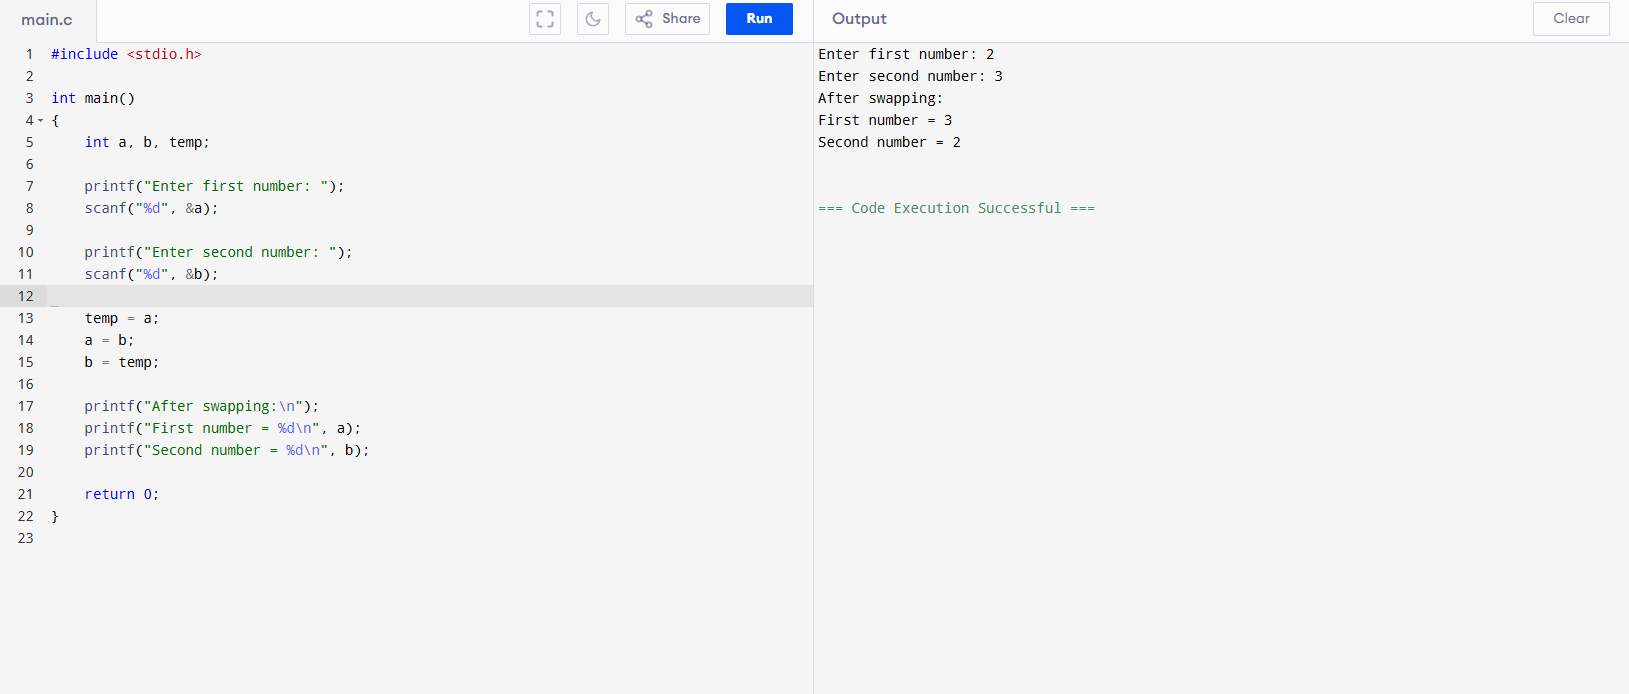 main.c
Share
Run
Output
Clear
1 #include <stdio.h>
2
3 int main()
4 {
5     int a, b, temp;
6
7     printf("Enter first number: ");
8     scanf("%d", &a);
9
10     printf("Enter second number: ");
11     scanf("%d", &b);
12
13     temp = a;
14     a = b;
15     b = temp;
16
17     printf("After swapping:\n");
18     printf("First number = %d\n", a);
19     printf("Second number = %d\n", b);
20
21     return 0;
22 }
23
Enter first number: 2
Enter second number: 3
After swapping:
First number = 3
Second number = 2
=== Code Execution Successful ===